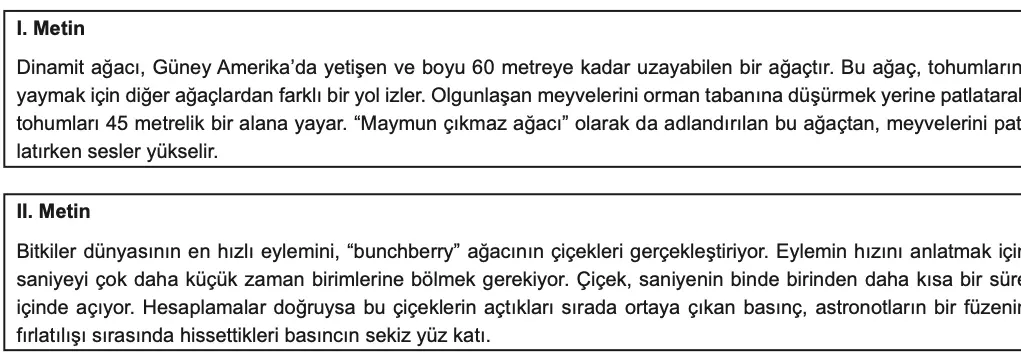 I. Metin
Dinamit ağacı, Güney Amerika’da yetişen ve boyu 60 metreye kadar uzayabilen bir ağaçtır. Bu ağaç, tohumların
yaymak için diğer ağaçlardan farklı bir yol izler. Olgunlaşan meyvelerini orman tabanına düşürmek yerine patlataral
tohumları 45 metrelik bir alana yayar. “Maymun çıkmaz ağacı” olarak da adlandırılan bu ağaçtan, meyvelerini pat
latırken sesler yükselir.
II. Metin
Bitkiler dünyasının en hızlı eylemini, “bunchberry” ağacının çiçekleri gerçekleştiriyor. Eylemin hızını anlatmak için
saniyeyi çok daha küçük zaman birimlerine bölmek gerekiyor. Çiçek, saniyenin binde birinden daha kısa bir süre
içinde açıyor. Hesaplamalar doğruysa bu çiçeklerin açtıkları sırada ortaya çıkan basınç, astronotların bir füzenin
fırlatılışı sırasında hissettikleri basıncın sekiz yüz katı.